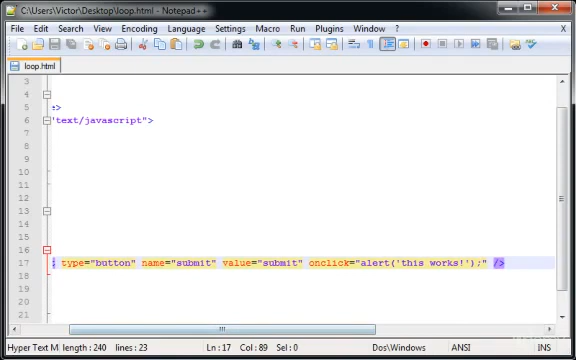 C:\Users\Victor\Desktop\loop.html - Notepad++
File Edit Search View Encoding Language Settings Macro Run Plugins Window ?
loop.html
3
4
5 e>
6 "text/javascript">
7
8
9
10
11
12
13
14
15
16
17 type="button" name="submit" value="submit" onclick="alert('this works!');" />
18
19
20
21
Hyper Text M length : 240 lines : 23 Ln : 17 Col : 89 Sel : 0 Dos\Windows ANSI INS